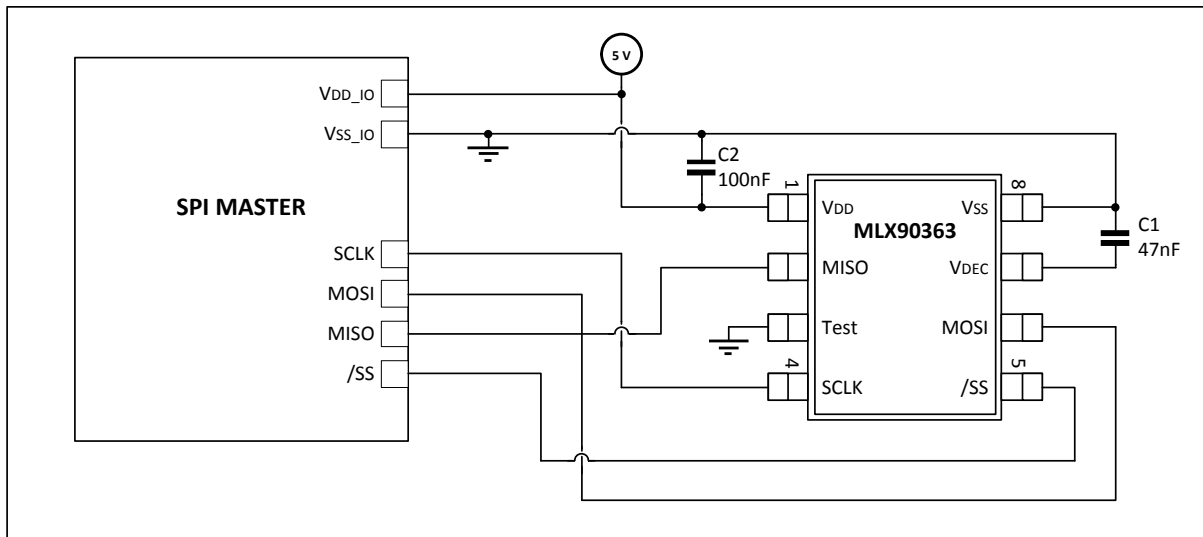 5 V
VDD_IO
VSS_IO
SPI MASTER
SCLK
MOSI
MISO
/SS
C2
100nF
1
8
VDD
VSS
MLX90363
C1
47nF
MISO
VDEC
Test
MOSI
4
5
SCLK
/SS